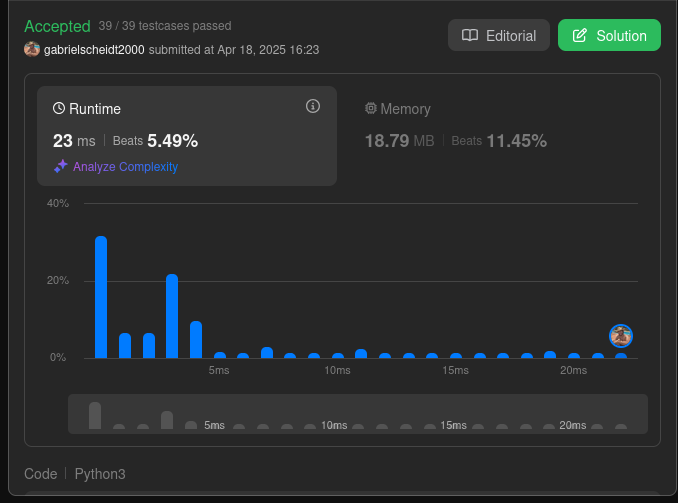 Accepted 39 / 39 testcases passed
gabrielscheidt2000 submitted at Apr 18, 2025 16:23
Editorial
Solution
Runtime
23 ms Beats 5.49%
Analyze Complexity
Memory
18.79 MB Beats 11.45%
40%
20%
0%
5ms 10ms 15ms 20ms
5ms 10ms 15ms 20ms
Code Python3